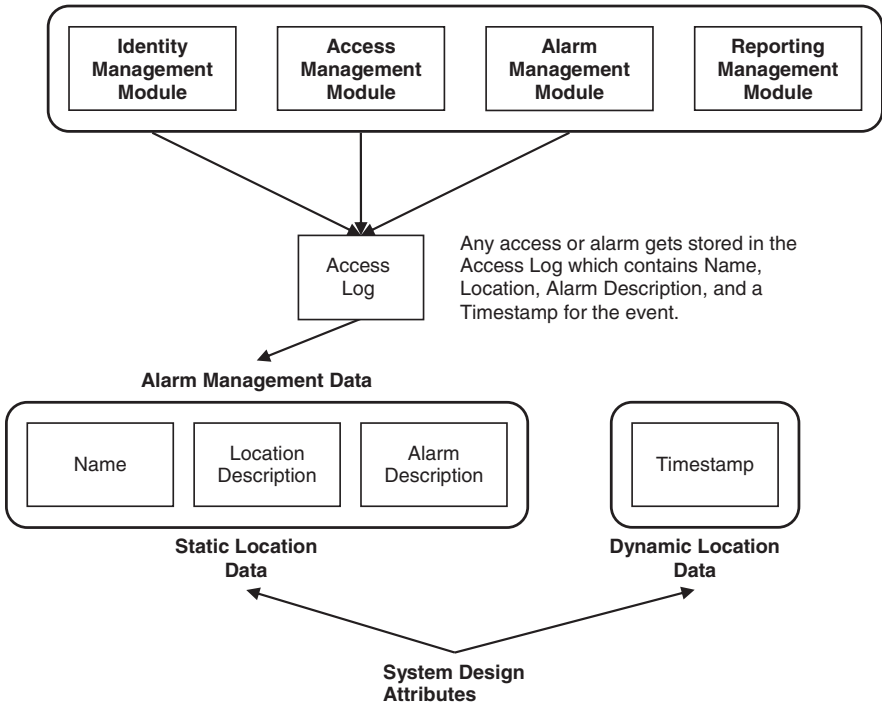 Identity
Management
Module
Access
Management
Module
Alarm
Management
Module
Reporting
Management
Module
Access
Log
Any access or alarm gets stored in the
Access Log which contains Name,
Location, Alarm Description, and a
Timestamp for the event.
Alarm Management Data
Name
Location
Description
Alarm
Description
Timestamp
Static Location
Data
Dynamic Location
Data
System Design
Attributes